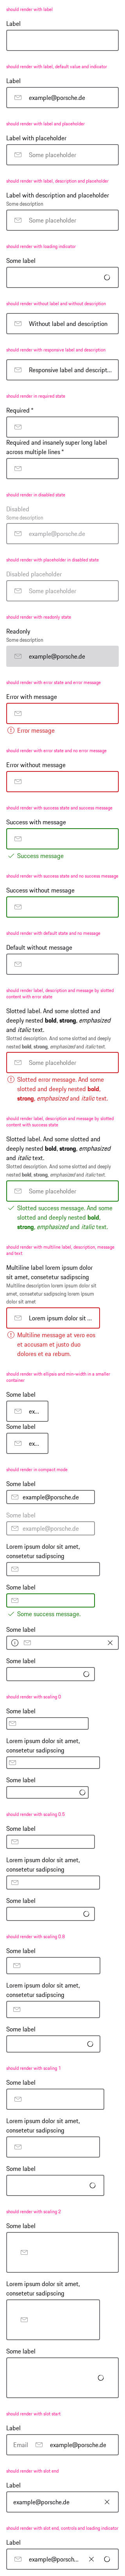 should render with label
Label
should render with label, default value and indicator.
Label
example@porsche.de
should render with label and placeholder
Label with placeholder
Some placeholder
should render with label, description and placeholder
Label with description and placeholder
Some description
Some placeholder
should render with loading indicator
Some label
should render without label and without description
Without label and description
should render with responsive label and description
Responsive label and descript...
should render in required state
Required *
Required and insanely super long label
across multiple lines *
should render in disabled state
Disabled
Some description
example@porsche.de
should render with placeholder in disabled state
Disabled placeholder
Some placeholder
should render with readonly state
Readonly
Some description
example@porsche.de
should render with error state and error message
Error with message
Error message
should render with error state and no error message
Error without message
should render with success state and success message
Success with message
Success message
should render with success state and no success message
Success without message
should render with default state and no message
Default without message
should render label, description and message by slotted
content with error state
Slotted label. And some slotted and
deeply nested bold, strong, emphasized
and italic text.
Slotted description. And some slotted and deeply
nested bold, strong, emphasized and italic text.
Some placeholder
Slotted error message. And some
slotted and deeply nested bold,
strong, emphasized and italic text.
should render label, description and message by slotted
content with success state
Slotted label. And some slotted and
deeply nested bold, strong, emphasized
and italic text.
Slotted description. And some slotted and deeply
nested bold, strong, emphasized and italic text.
Some placeholder
Slotted success message. And some
slotted and deeply nested bold,
strong, emphasized and italic text.
should render with multiline label, description, message
and text
Multiline label lorem ipsum dolor
sit amet, consetetur sadipscing
Multiline description lorem ipsum dolor sit
amet, consetetur sadipscing lorem ipsum
dolor sit amet
Lorem ipsum dolor sit ...
Multiline message at vero eos
et accusam et justo duo
dolores et ea rebum.
should render with ellipsis and min-width in a smaller
container
Some label
ex...
Some label
ex...
should render in compact mode
Some label
example@porsche.de
Some label
example@porsche.de
Lorem ipsum dolor sit amet,
consetetur sadipscing
Some label
Some success message.
Some label
Some label
should render with scaling 0
Some label
Lorem ipsum dolor sit amet,
consetetur sadipscing
Some label
should render with scaling 0.5
Some label
Lorem ipsum dolor sit amet,
consetetur sadipscing
Some label
should render with scaling 0.8
Some label
Lorem ipsum dolor sit amet,
consetetur sadipscing
Some label
should render with scaling 1
Some label
Lorem ipsum dolor sit amet,
consetetur sadipscing
Some label
should render with scaling 2
Some label
Lorem ipsum dolor sit amet,
consetetur sadipscing
Some label
should render with slot start
Label
Email
example@porsche.de
should render with slot end
Label
example@porsche.de
should render with slot end, controls and loading indicator
Label
example@porsch...